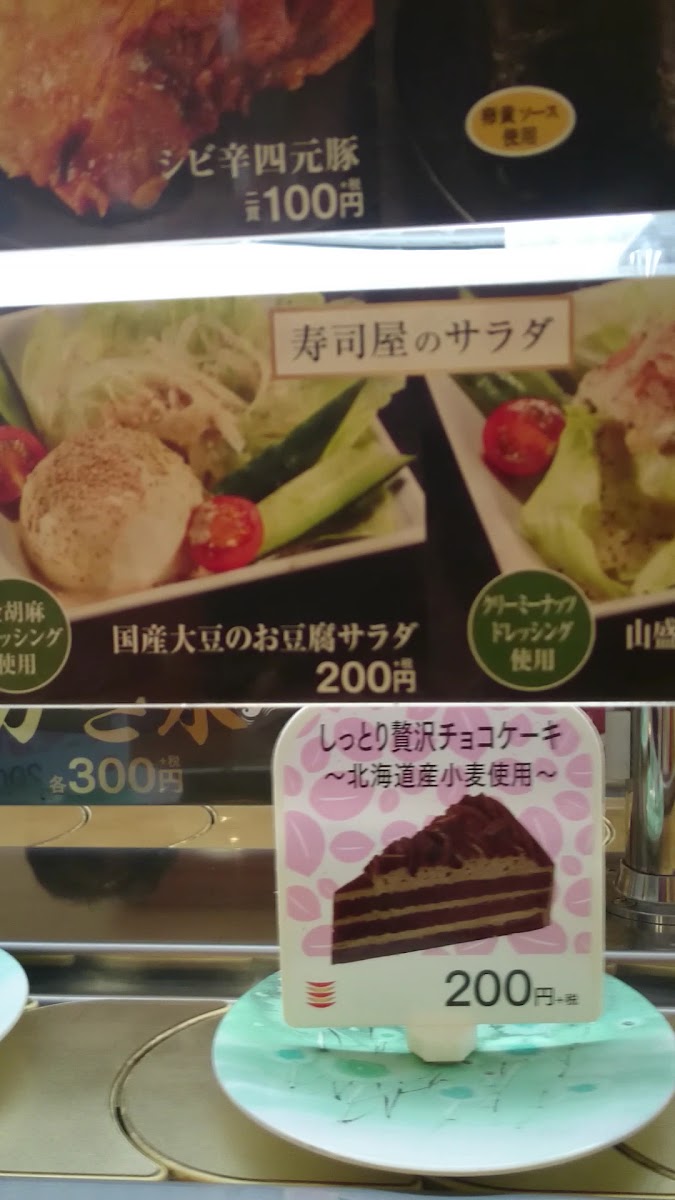 シビ辛四元豚
二貫100円+税
卵黄ソース
使用
寿司屋のサラダ
胡麻
ッシング
使用
国産大豆のお豆腐サラダ
200円+税
クリーミーナッツ
ドレッシング
使用
山盛
き氷
各300円+税
しっとり贅沢チョコケーキ
〜北海道産小麦使用〜
200円+税